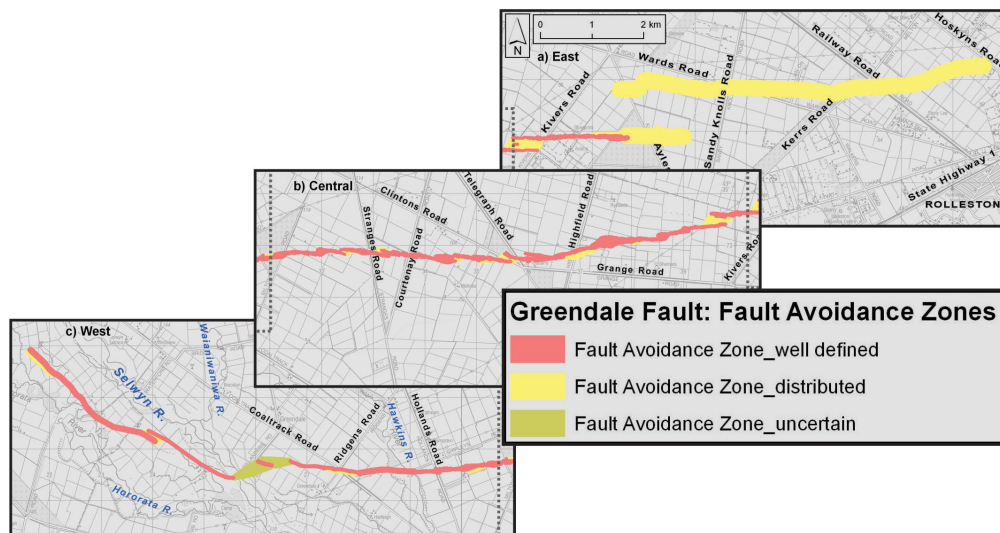 0 1 2 km
N
a) East
Hoskyns Road
Railway Road
Wards Road
Kivers Road
Sandy Knolls Road
Kerrs Road
Ayle
State Highway 1
ROLLESTON
b) Central
Clintons Road
Telegraph Road
Highfield Road
Stranges Road
Courtenay Road
Grange Road
Kivers Ro
Greendale Fault: Fault Avoidance Zones
Fault Avoidance Zone_well defined
Fault Avoidance Zone_distributed
Fault Avoidance Zone_uncertain
c) West
Waianiwaniwa R.
Selwyn R.
Coaltrack Road
Ridgens Road
Hawkins R.
Hollands Road
Hororata R.